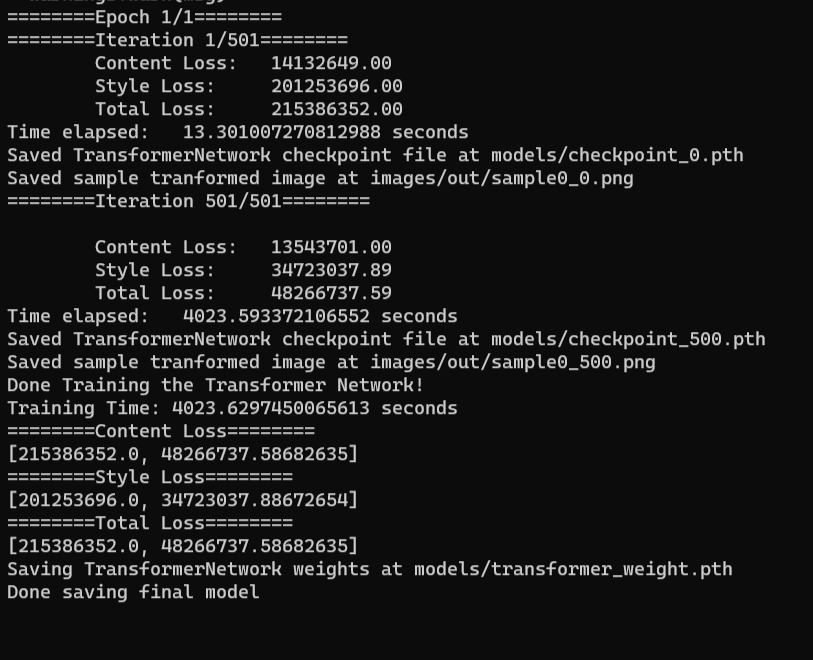 ========Epoch 1/1========
========Iteration 1/501========
        Content Loss:   14132649.00
        Style Loss:     201253696.00
        Total Loss:     215386352.00
Time elapsed:   13.301007270812988 seconds
Saved TransformerNetwork checkpoint file at models/checkpoint_0.pth
Saved sample tranformed image at images/out/sample0_0.png
========Iteration 501/501========

        Content Loss:   13543701.00
        Style Loss:     34723037.89
        Total Loss:     48266737.59
Time elapsed:   4023.593372106552 seconds
Saved TransformerNetwork checkpoint file at models/checkpoint_500.pth
Saved sample tranformed image at images/out/sample0_500.png
Done Training the Transformer Network!
Training Time: 4023.6297450065613 seconds
========Content Loss========
[215386352.0, 48266737.58682635]
========Style Loss========
[201253696.0, 34723037.88672654]
========Total Loss========
[215386352.0, 48266737.58682635]
Saving TransformerNetwork weights at models/transformer_weight.pth
Done saving final model